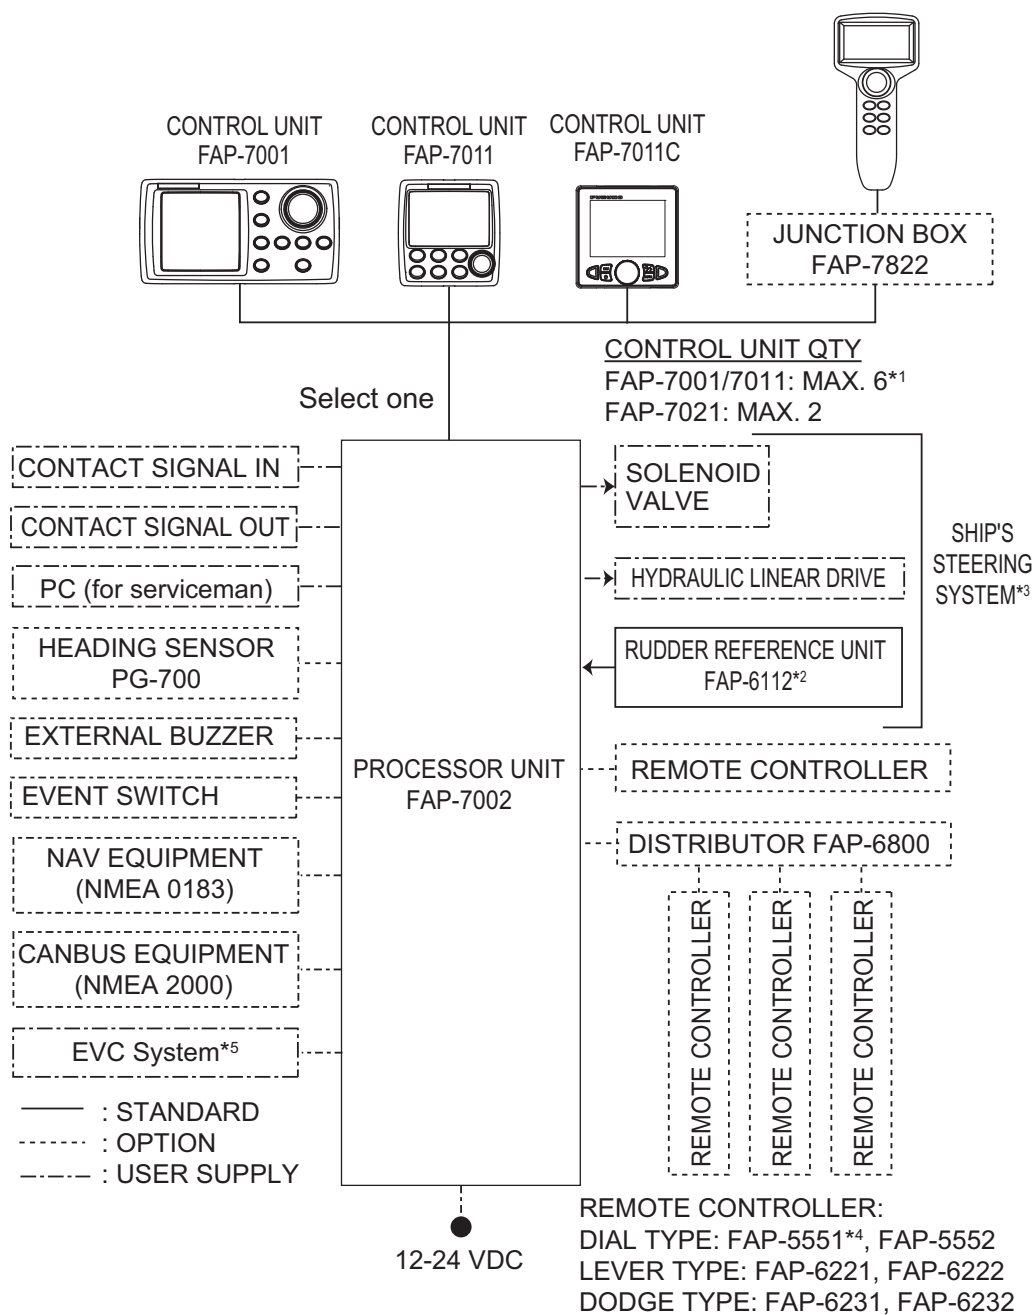 CONTROL UNIT
FAP-7001
CONTROL UNIT
FAP-7011
CONTROL UNIT
FAP-7011C
FURUNO
JUNCTION BOX
FAP-7822
CONTROL UNIT QTY
FAP-7001/7011: MAX. 6*1
FAP-7021: MAX. 2
Select one
CONTACT SIGNAL IN
CONTACT SIGNAL OUT
PC (for serviceman)
HEADING SENSOR
PG-700
EXTERNAL BUZZER
EVENT SWITCH
NAV EQUIPMENT
(NMEA 0183)
CANBUS EQUIPMENT
(NMEA 2000)
EVC System*5
PROCESSOR UNIT
FAP-7002
SOLENOID
VALVE
HYDRAULIC LINEAR DRIVE
RUDDER REFERENCE UNIT
FAP-6112*2
SHIP'S
STEERING
SYSTEM*3
REMOTE CONTROLLER
DISTRIBUTOR FAP-6800
REMOTE CONTROLLER
REMOTE CONTROLLER
REMOTE CONTROLLER
: STANDARD
: OPTION
: USER SUPPLY
12-24 VDC
REMOTE CONTROLLER:
DIAL TYPE: FAP-5551*4, FAP-5552
LEVER TYPE: FAP-6221, FAP-6222
DODGE TYPE: FAP-6231, FAP-6232